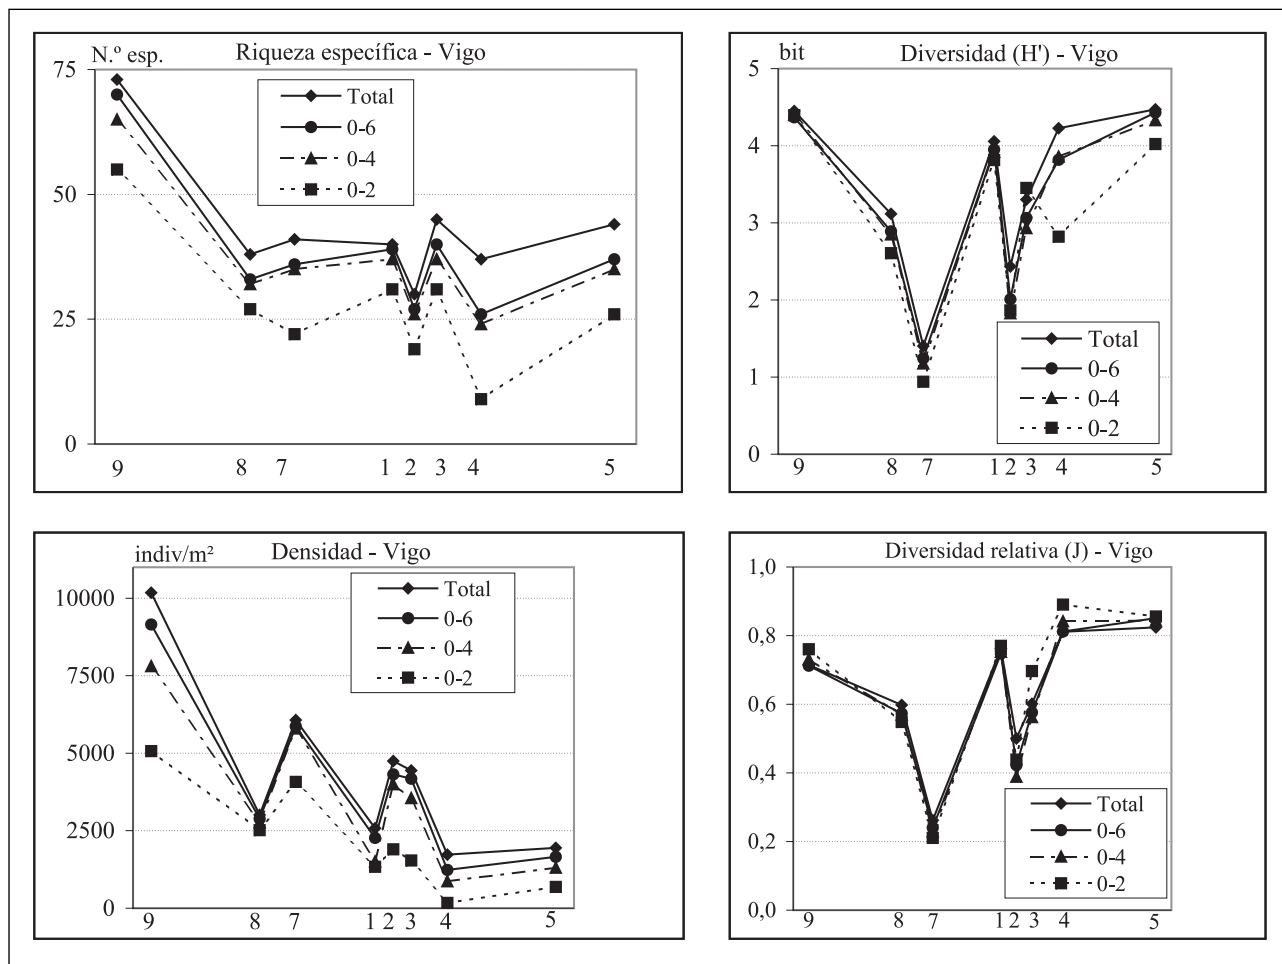 Riqueza específica - Vigo
N.º esp.
75
50
25
0
Total
0-6
0-4
0-2
9 8 7 1 2 3 4 5
Diversidad (H') - Vigo
bit
5
4
3
2
1
0
Total
0-6
0-4
0-2
9 8 7 1 2 3 4 5
Densidad - Vigo
indiv/m²
10000
7500
5000
2500
0
Total
0-6
0-4
0-2
9 8 7 1 2 3 4 5
Diversidad relativa (J) - Vigo
1,0
0,8
0,6
0,4
0,2
0,0
Total
0-6
0-4
0-2
9 8 7 1 2 3 4 5